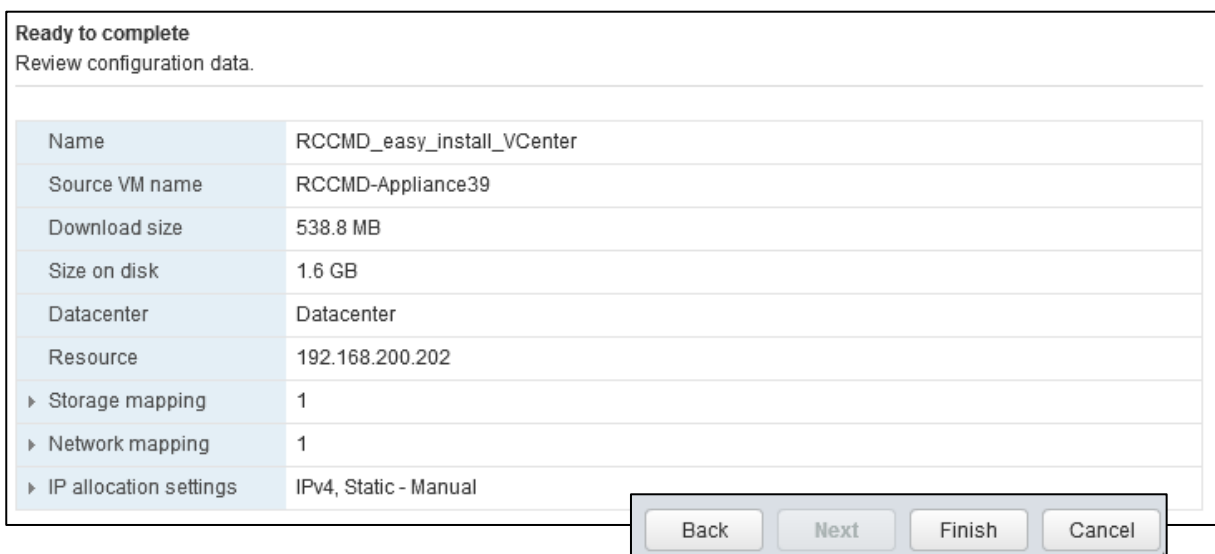 Ready to complete
Review configuration data.
Name RCCMD_easy_install_VCenter
Source VM name RCCMD-Appliance39
Download size 538.8 MB
Size on disk 1.6 GB
Datacenter Datacenter
Resource 192.168.200.202
Storage mapping 1
Network mapping 1
IP allocation settings IPv4, Static - Manual
Back Next Finish Cancel